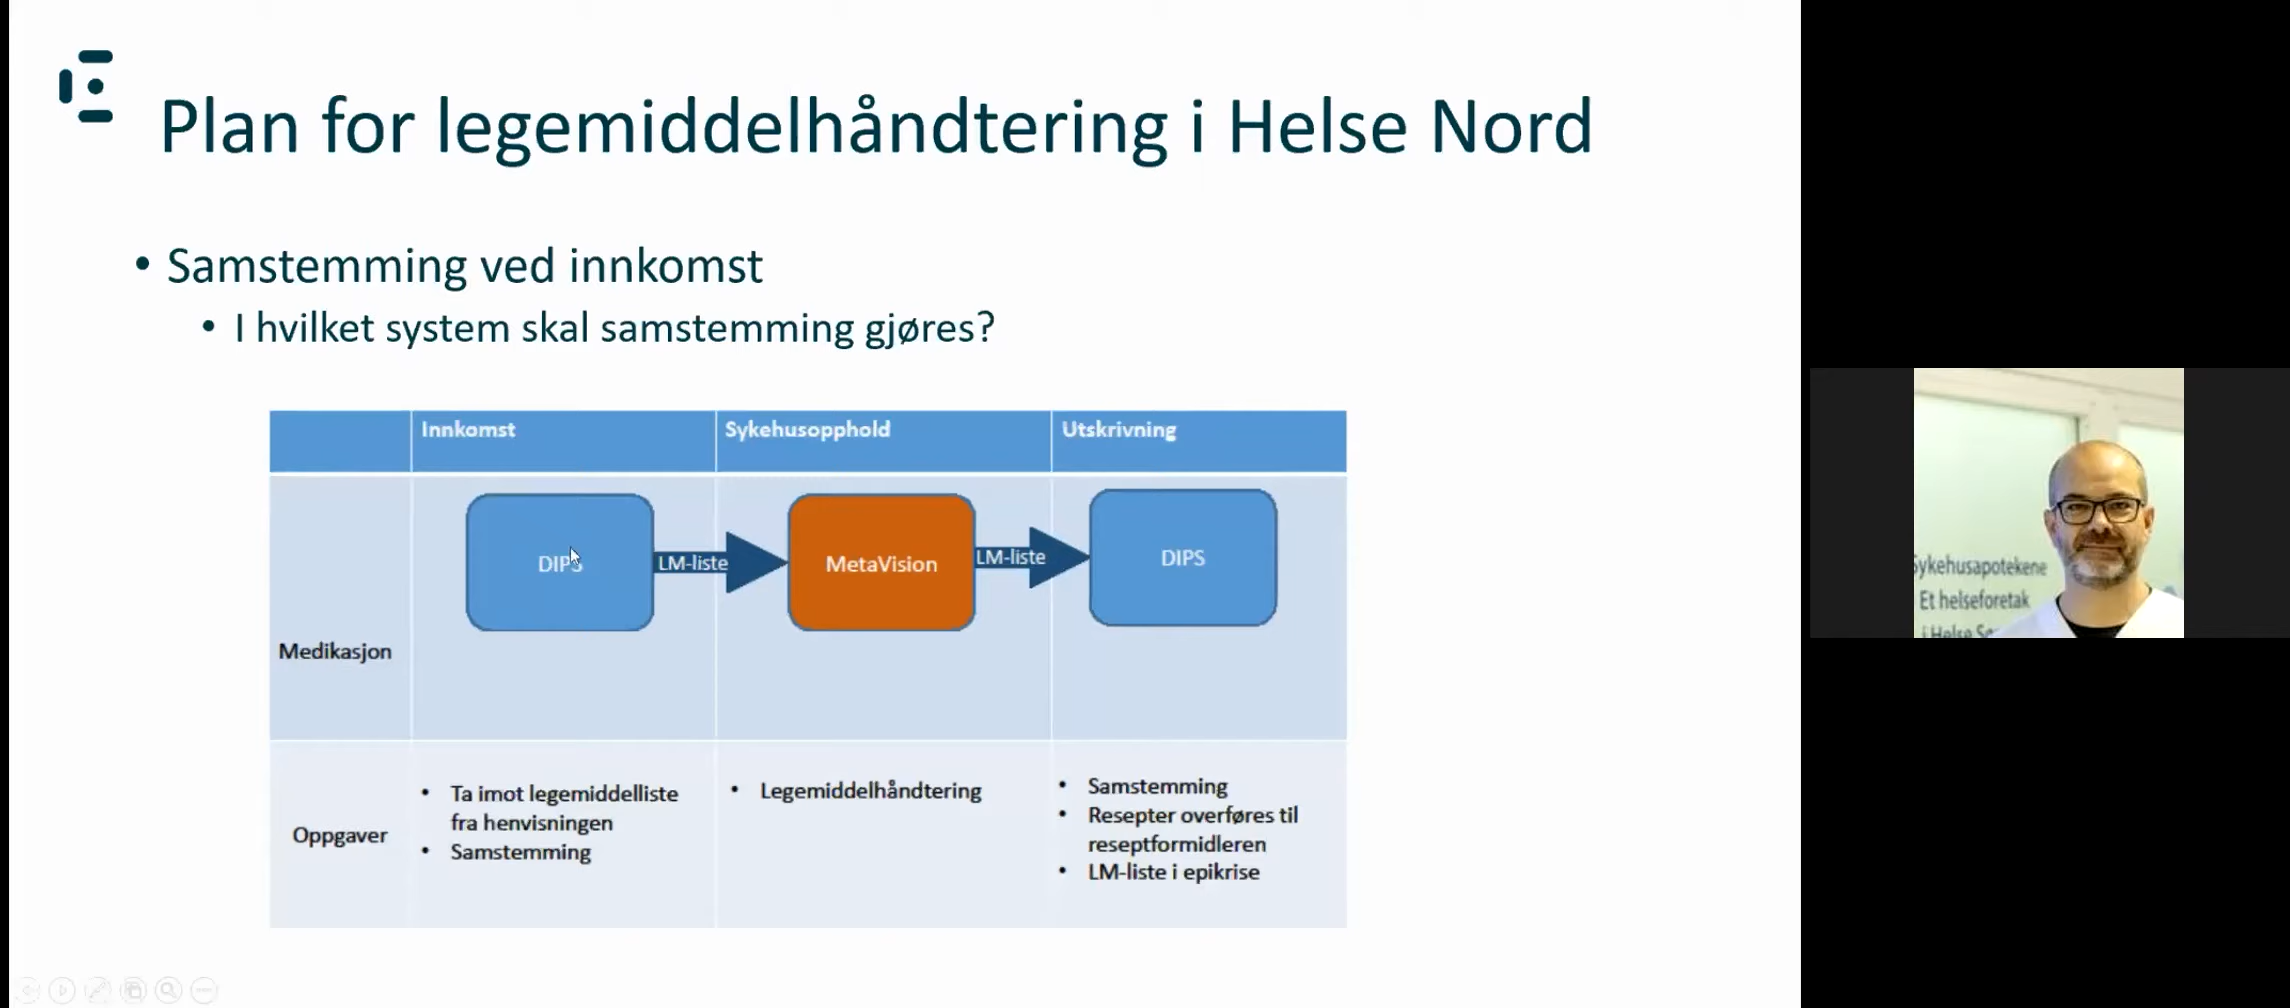 Plan for legemiddelhåndtering i Helse Nord
• Samstemming ved innkomst
• I hvilket system skal samstemming gjøres?
Innkomst
Sykehusopphold
Utskrivning
Medikasjon
DIPS
LM-liste
MetaVision
LM-liste
DIPS
Oppgaver
• Ta imot legemiddelliste
fra henvisningen
• Samstemming
• Legemiddelhåndtering
• Samstemming
• Resepter overføres til
reseptformidleren
• LM-liste i epikrise
Sykehusapotekene
Et helseforetak
i Helse